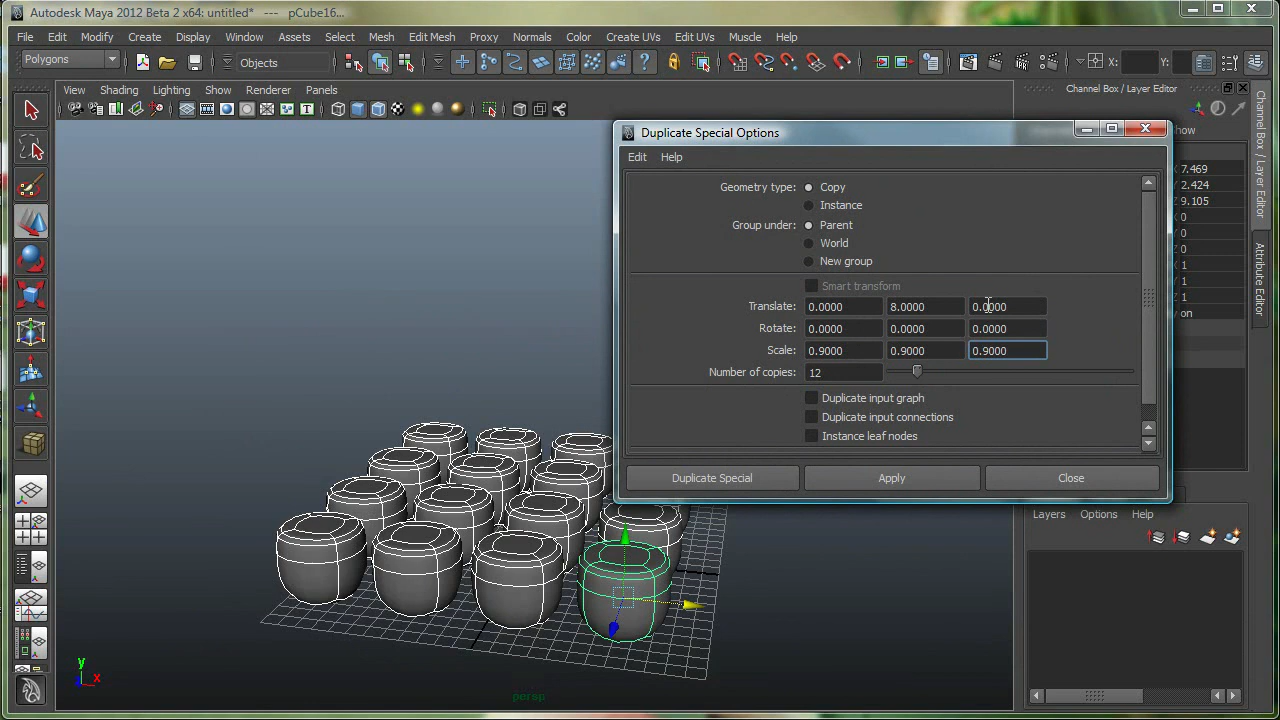 Autodesk Maya 2012 Beta 2 x64: untitled* --- pCube16...
File Edit Modify Create Display Window Assets Select Mesh Edit Mesh Proxy Normals Color Create UVs Edit UVs Muscle Help
Polygons
Objects
X:
Y:
View Shading Lighting Show Renderer Panels
Channel Box / Layer Editor
Duplicate Special Options
Edit Help
Geometry type: Copy
Instance
Group under: Parent
World
New group
Smart transform
Translate: 0.0000 8.0000 0.0000
Rotate: 0.0000 0.0000 0.0000
Scale: 0.9000 0.9000 0.9000
Number of copies: 12
Duplicate input graph
Duplicate input connections
Instance leaf nodes
Duplicate Special Apply Close
how
7.469
2.424
9.105
0
0
0
1
1
1
on
Channel Box / Layer Editor
Attribute Editor
Layers Options Help
y
x
persp